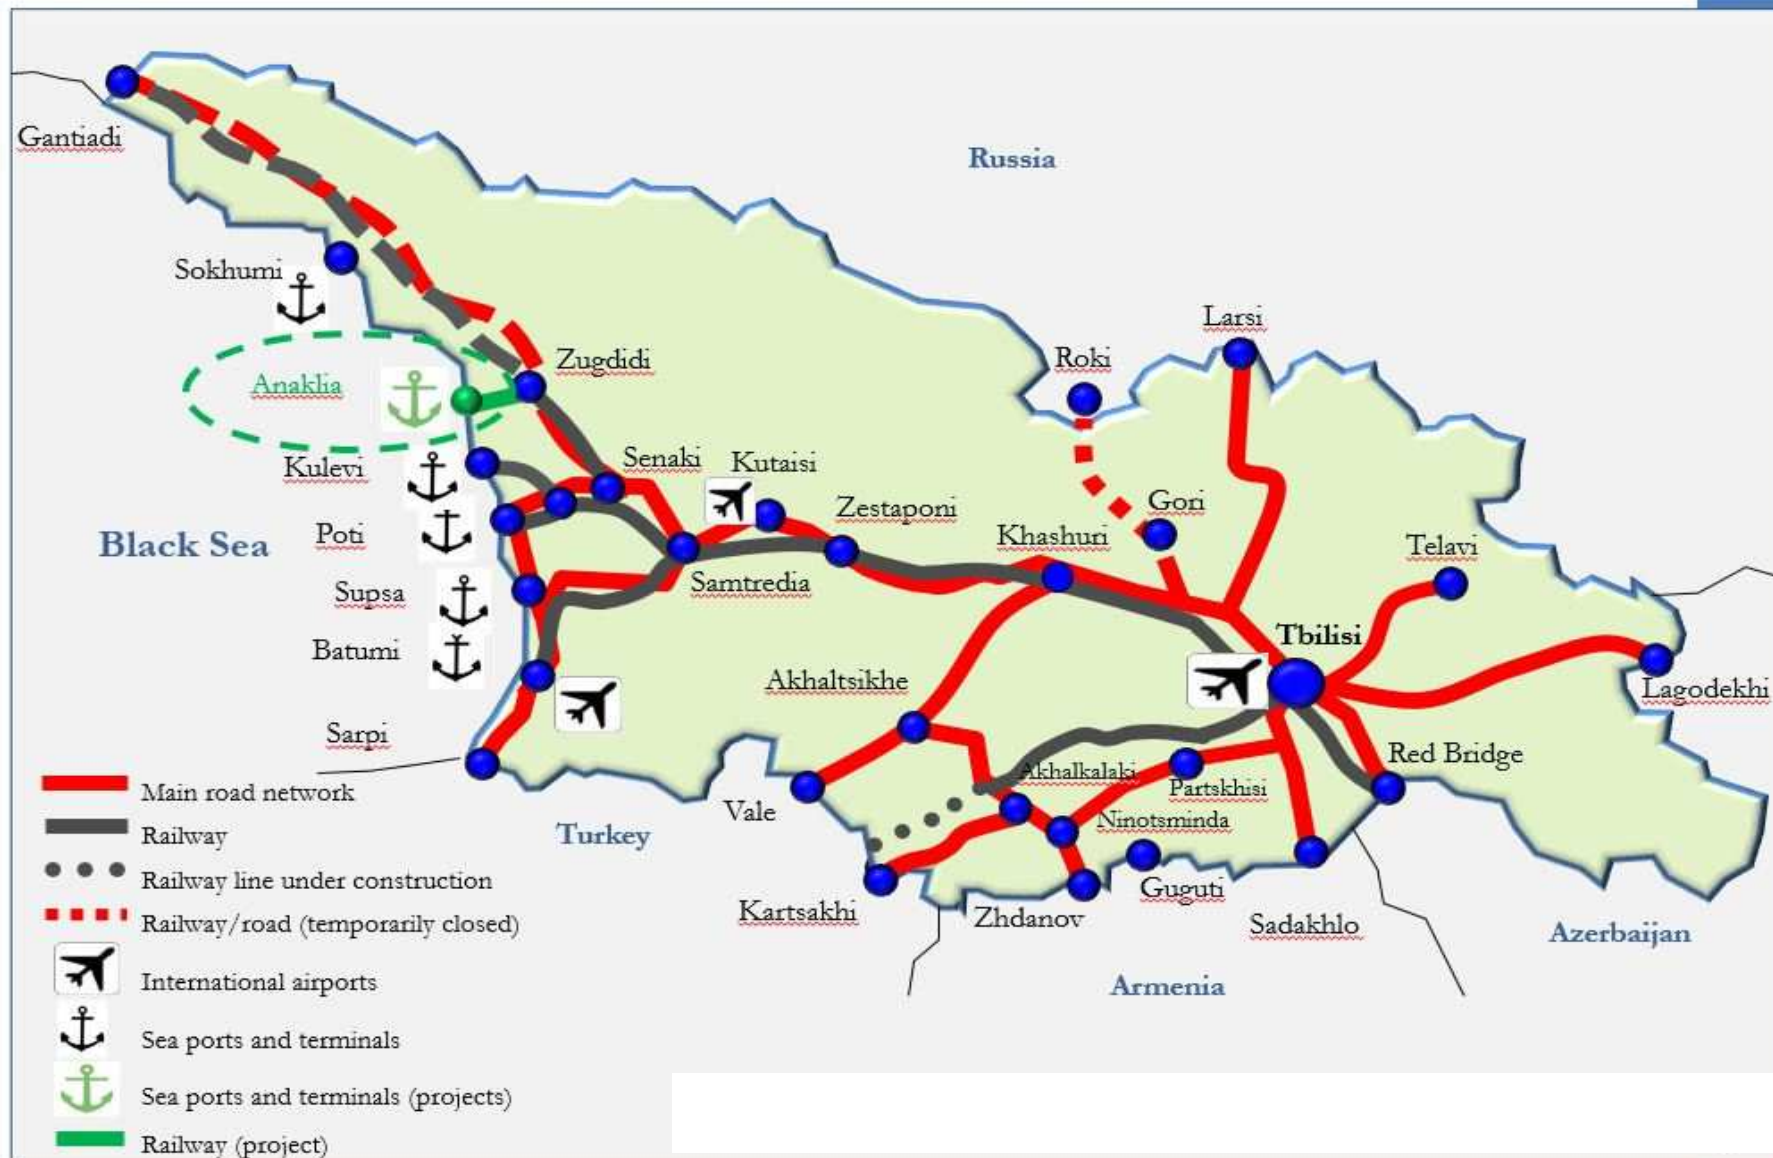 Gantiadi
Russia
Sokhumi
Larsi
Roki
Zugdidi
Anaklia
Senaki
Kutaisi
Kulevi
Zestaponi
Gori
Khashuri
Telavi
Poti
Black Sea
Samtredia
Supsa
Tbilisi
Batumi
Akhaltsikhe
Lagodekhi
Sarpi
Red Bridge
Akhalkalaki
Partskhisi
Vale
Ninotsminda
Turkey
Guguti
Kartsakhi
Zhdanov
Sadakhlo
Azerbaijan
Armenia
Main road network
Railway
Railway line under construction
Railway/road (temporarily closed)
International airports
Sea ports and terminals
Sea ports and terminals (projects)
Railway (project)